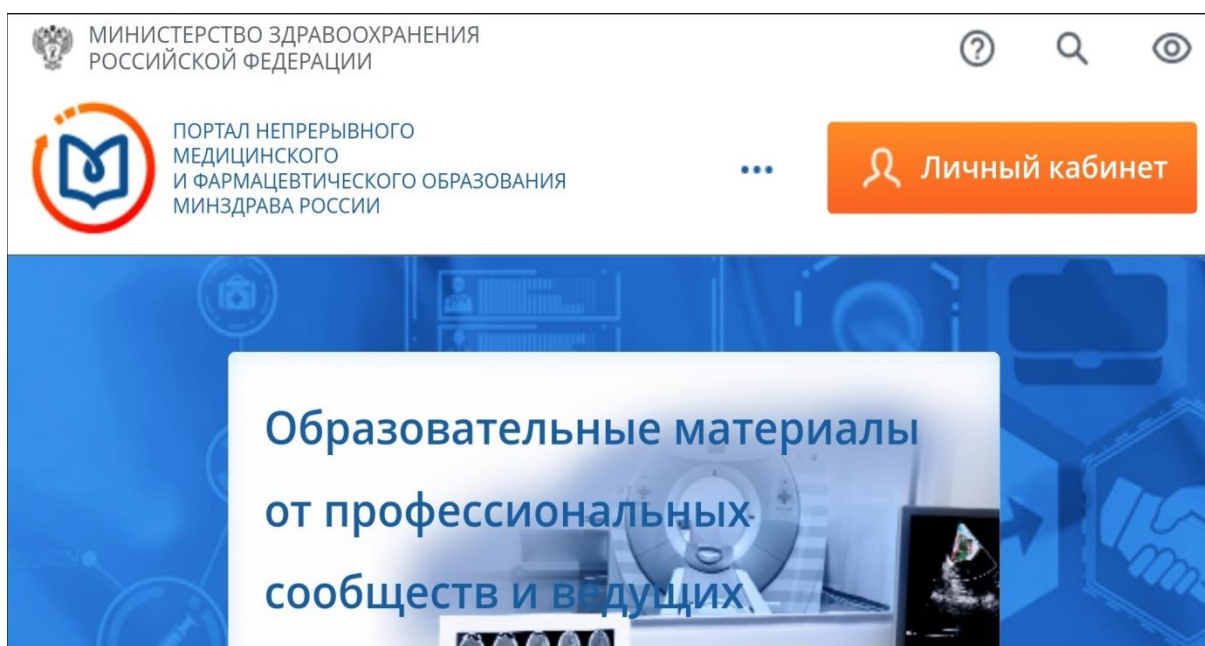 МИНИСТЕРСТВО ЗДРАВООХРАНЕНИЯ
РОССИЙСКОЙ ФЕДЕРАЦИИ
ПОРТАЛ НЕПРЕРЫВНОГО
МЕДИЦИНСКОГО
И ФАРМАЦЕВТИЧЕСКОГО ОБРАЗОВАНИЯ
МИНЗДРАВА РОССИИ
Личный кабинет
Образовательные материалы
от профессиональных
сообществ и ведущих